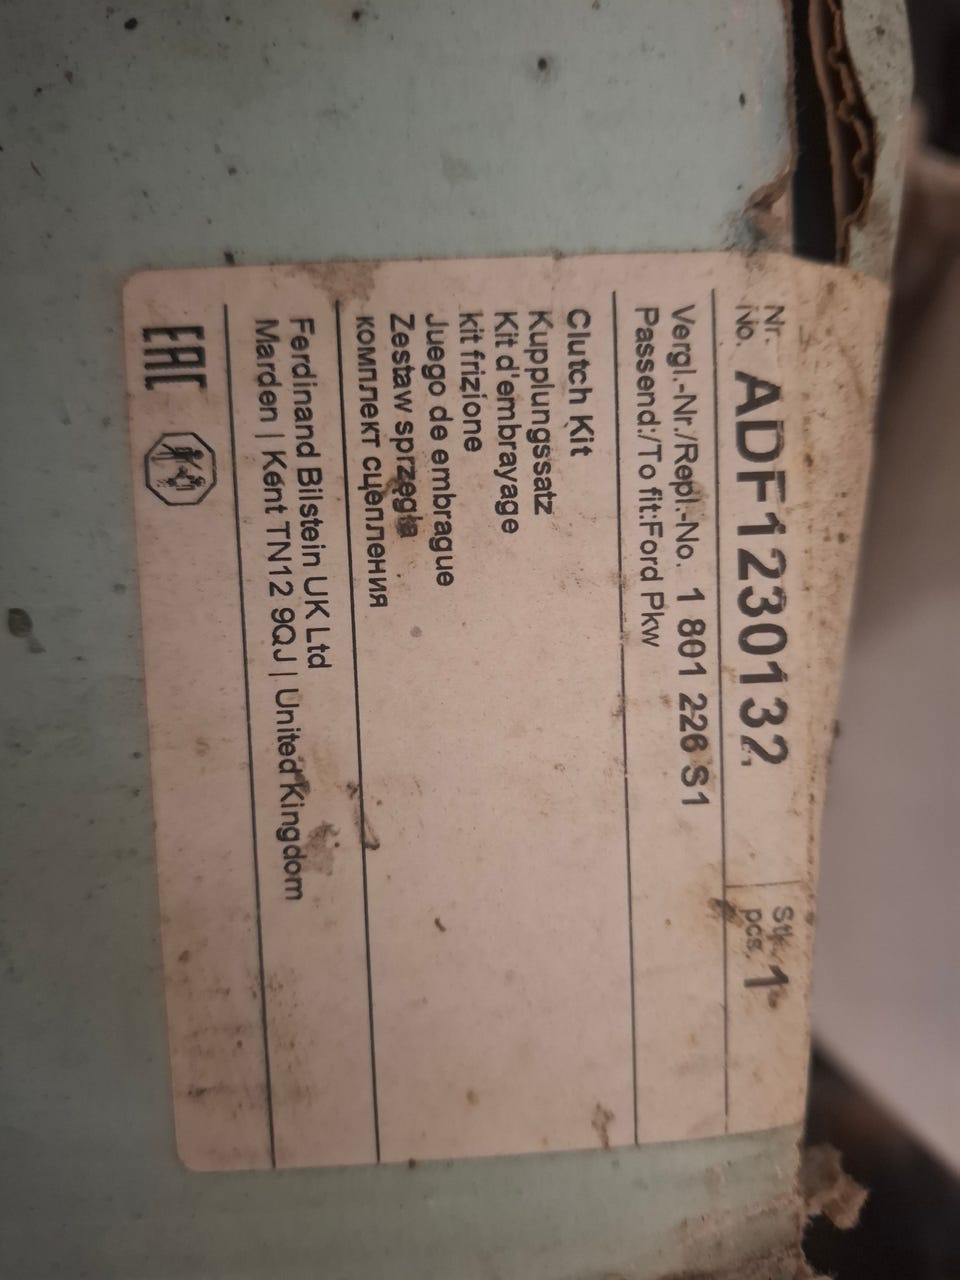 Nr. No. ADF1230132 Stk. pcs. 1
Vergl.-Nr./Repl.-No. 1 801 226 S1
Passend:/To fit:Ford Pkw
Clutch Kit
Kupplungssatz
Kit d'embrayage
kit frizione
Juego de embrague
Zestaw sprzęgła
комплект сцепления
Ferdinand Bilstein UK Ltd
Marden | Kent TN12 9QJ | United Kingdom
EAC